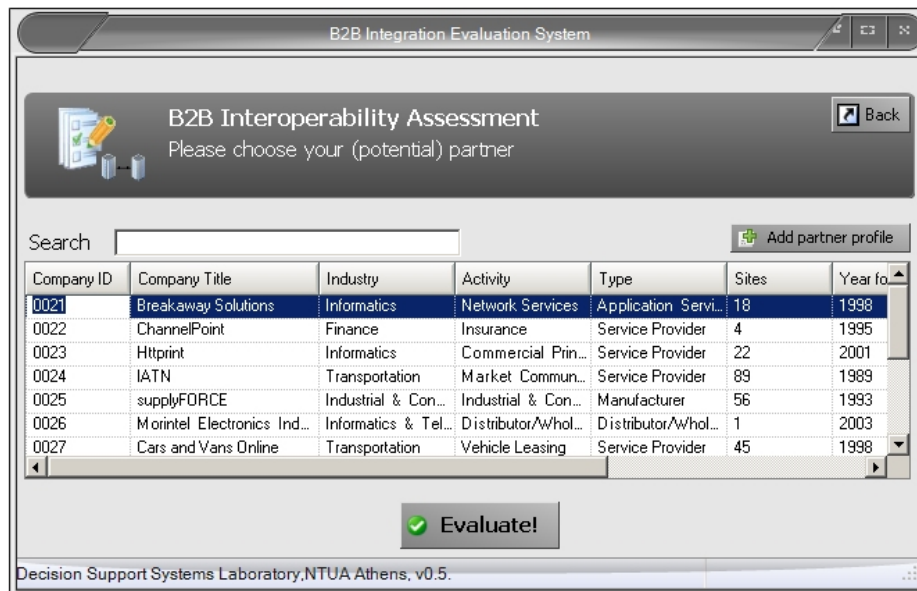 B2B Integration Evaluation System
B2B Interoperability Assessment
Back
Please choose your (potential) partner
Search
Add partner profile
Company ID Company Title Industry Activity Type Sites Year fo...
0021 Breakaway Solutions Informatics Network Services Application Servi... 18 1998
0022 ChannelPoint Finance Insurance Service Provider 4 1995
0023 Httprint Informatics Commercial Prin... Service Provider 22 2001
0024 IATN Transportation Market Commun... Service Provider 89 1989
0025 supplyFORCE Industrial & Con... Industrial & Con... Manufacturer 56 1993
0026 Morintel Electronics Ind... Informatics & Tel... Distributor/Whol... Distributor/Whol... 1 2003
0027 Cars and Vans Online Transportation Vehicle Leasing Service Provider 45 1998
Evaluate!
Decision Support Systems Laboratory,NTUA Athens, v0.5.